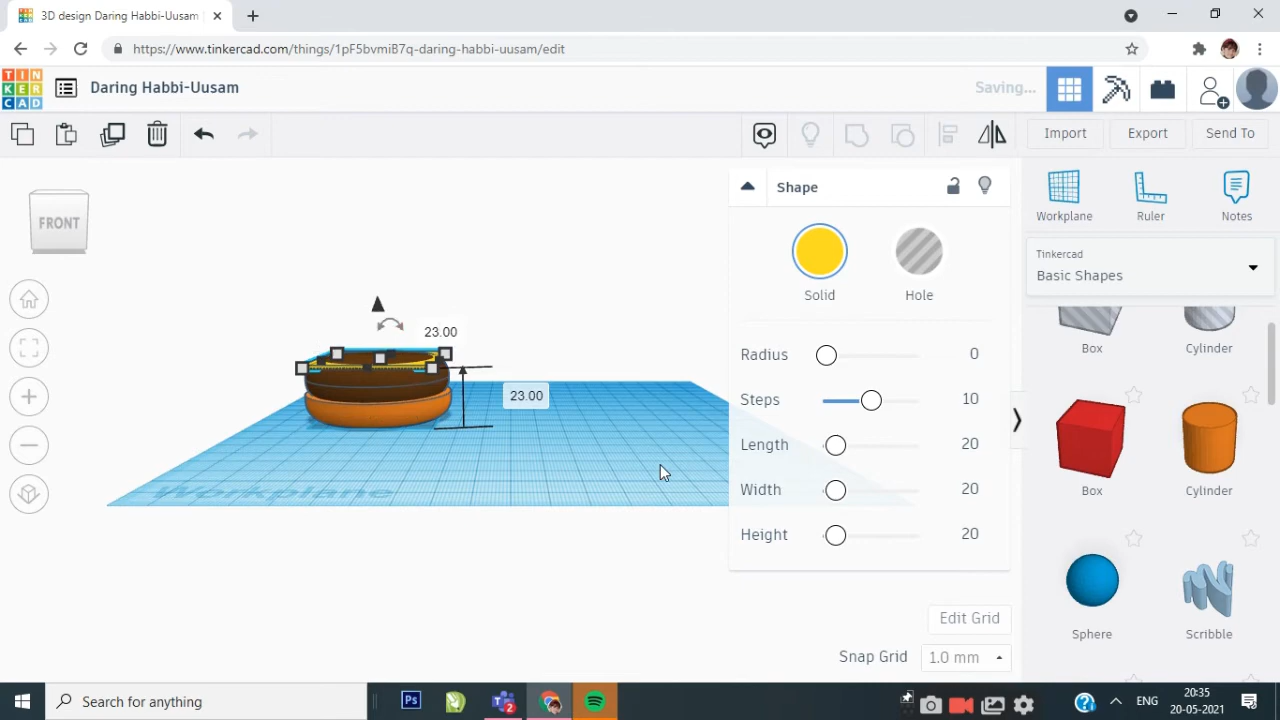 3D design Daring Habbi-Uusam
https://www.tinkercad.com/things/1pF5bvmiB7q-daring-habbi-uusam/edit
TIN
KER
CAD
Daring Habbi-Uusam
Saving...
Import
Export
Send To
FRONT
Shape
Workplane
Ruler
Notes
Solid
Hole
Tinkercad
Basic Shapes
23.00
23.00
Radius
0
Steps
10
Length
20
Width
20
Height
20
Box
Cylinder
Box
Cylinder
Sphere
Scribble
Workplane
Edit Grid
Snap Grid
1.0 mm
Search for anything
Ps
2
ENG
20:35
20-05-2021